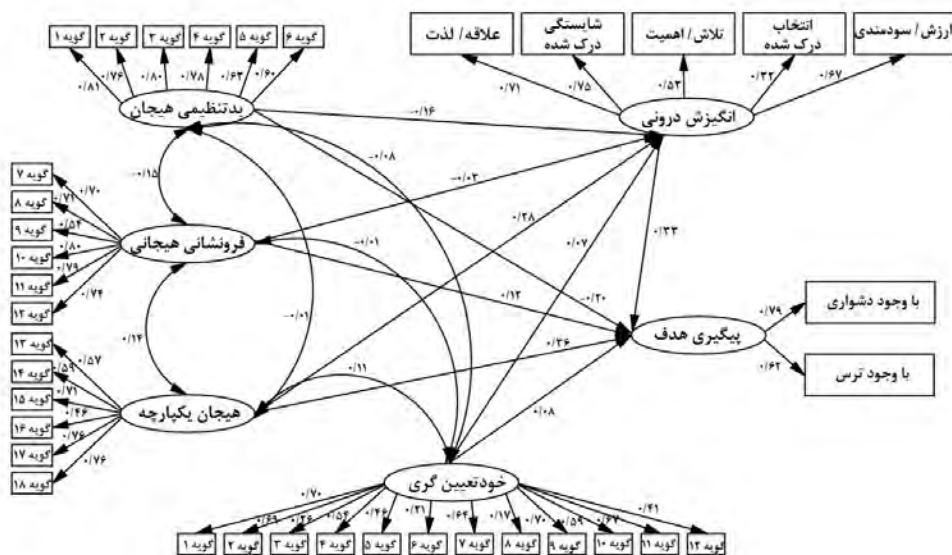 گویه ۱
گویه ۲
گویه ۳
گویه ۴
گویه ۵
گویه ۶
۰/۸۱
۰/۷۶
۰/۸۰
۰/۷۸
۰/۶۳
۰/۶۰
بدتنظیمی هیجان
ارزش / سودمندی
انتخاب
درک شده
تلاش / اهمیت
شایستگی
درک شده
علاقه / لذت
۰/۷۱
۰/۷۵
۰/۵۳
۰/۳۲
۰/۶۷
انگیزش درونی
-۰/۱۶
-۰/۰۸
-۰/۱۵
-۰/۰۳
گویه ۷
گویه ۸
گویه ۹
گویه ۱۰
گویه ۱۱
گویه ۱۲
۰/۷۰
۰/۷۱
۰/۵۴
۰/۸۰
۰/۷۹
۰/۷۴
فرونشانی هیجانی
-۰/۰۱
۰/۲۸
۰/۰۷
۰/۳۳
۰/۱۲
-۰/۲۰
۰/۱۴
-۰/۰۱
۰/۳۶
پیگیری هدف
۰/۷۹
با وجود دشواری
۰/۶۲
با وجود ترس
گویه ۱۳
گویه ۱۴
گویه ۱۵
گویه ۱۶
گویه ۱۷
گویه ۱۸
۰/۵۷
۰/۵۹
۰/۷۱
۰/۴۶
۰/۷۶
۰/۷۶
هیجان یکپارچه
۰/۱۱
۰/۰۸
خودتعیین گری
۰/۷۰
۰/۶۹
۰/۲۶
۰/۵۴
۰/۴۶
۰/۲۱
۰/۶۴
۰/۱۷
۰/۷۰
۰/۵۹
۰/۶۷
۰/۴۱
گویه ۱
گویه ۲
گویه ۳
گویه ۴
گویه ۵
گویه ۶
گویه ۷
گویه ۸
گویه ۹
گویه ۱۰
گویه ۱۱
گویه ۱۲